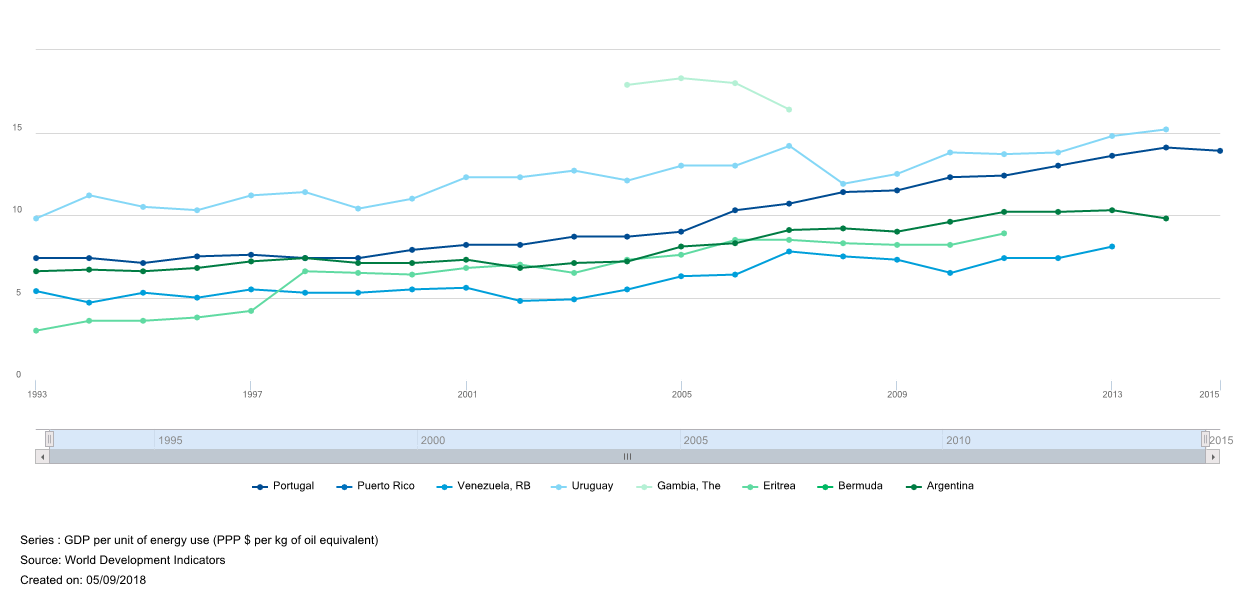 15
10
5
0
1993 1997 2001 2005 2009 2013 2015
1995 2000 2005 2010 2015
Portugal Puerto Rico Venezuela, RB Uruguay Gambia, The Eritrea Bermuda Argentina
Series : GDP per unit of energy use (PPP $ per kg of oil equivalent)
Source: World Development Indicators
Created on: 05/09/2018